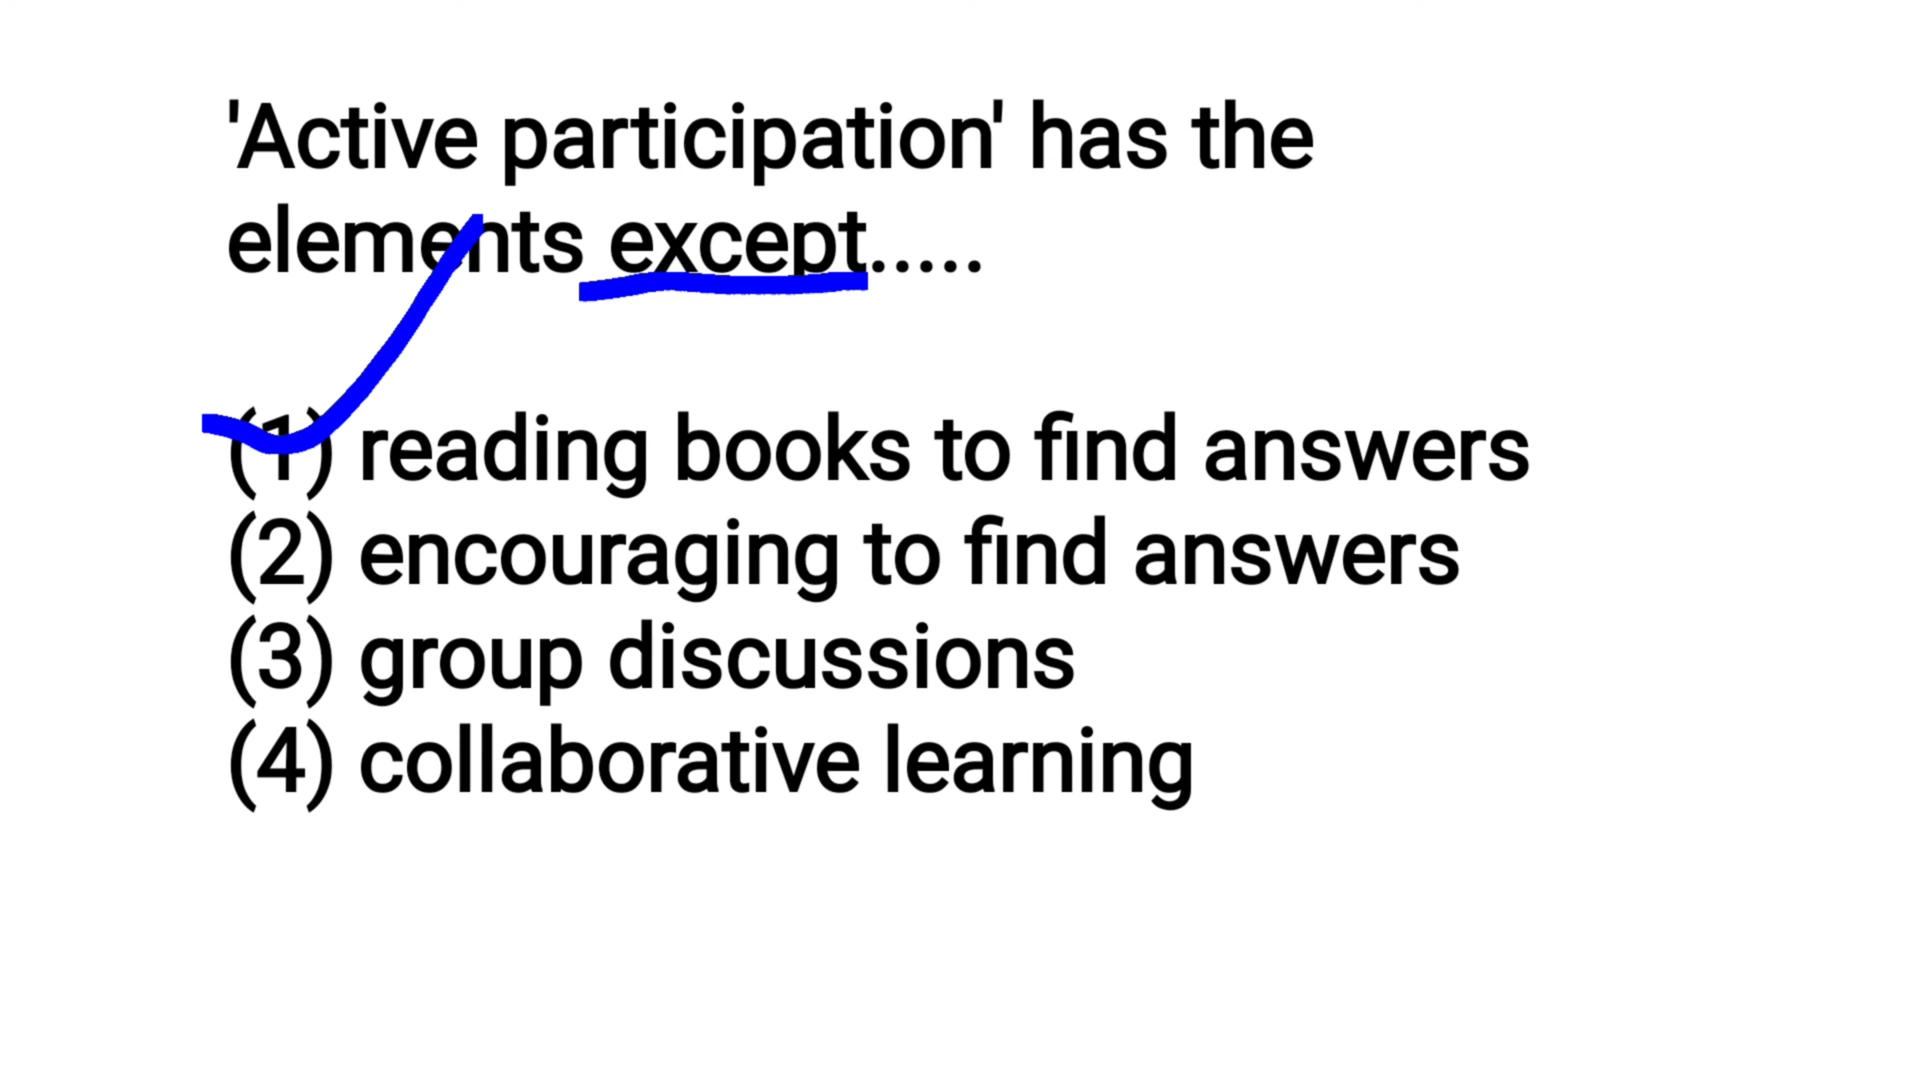 'Active participation' has the
elements except.....
(1) reading books to find answers
(2) encouraging to find answers
(3) group discussions
(4) collaborative learning